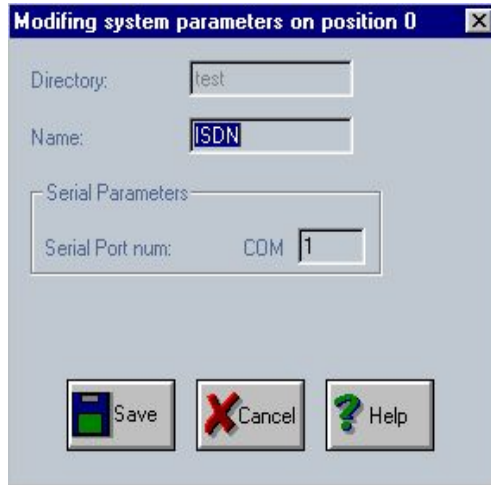 Modifing system parameters on position 0
Directory: test
Name: ISDN
Serial Parameters
Serial Port num: COM 1
Save Cancel Help